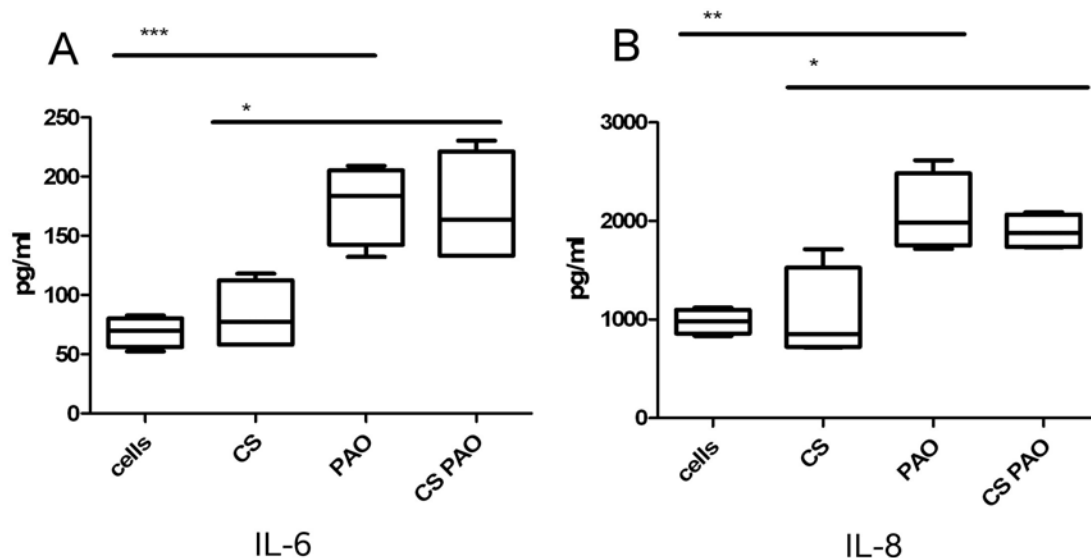 A
***
*
250
200
150
100
50
0
pg/ml
cells
CS
PAO
CS PAO
IL-6
B
**
*
3000
2000
1000
0
pg/ml
cells
CS
PAO
CS PAO
IL-8